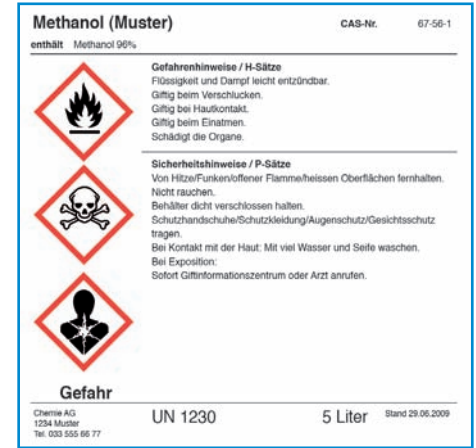 Methanol (Muster) CAS-Nr. 67-56-1
enthält Methanol 96%
Gefahrenhinweise / H-Sätze
Flüssigkeit und Dampf leicht entzündbar.
Giftig beim Verschlucken.
Giftig bei Hautkontakt.
Giftig beim Einatmen.
Schädigt die Organe.
Sicherheitshinweise / P-Sätze
Von Hitze/Funken/offener Flamme/heissen Oberflächen fernhalten.
Nicht rauchen.
Behälter dicht verschlossen halten.
Schutzhandschuhe/Schutzkleidung/Augenschutz/Gesichtsschutz
tragen.
Bei Kontakt mit der Haut: Mit viel Wasser und Seife waschen.
Bei Exposition:
Sofort Giftinformationszentrum oder Arzt anrufen.
Gefahr
Chemie AG
1234 Muster
Tel. 033 555 66 77
UN 1230 5 Liter Stand 29.06.2009